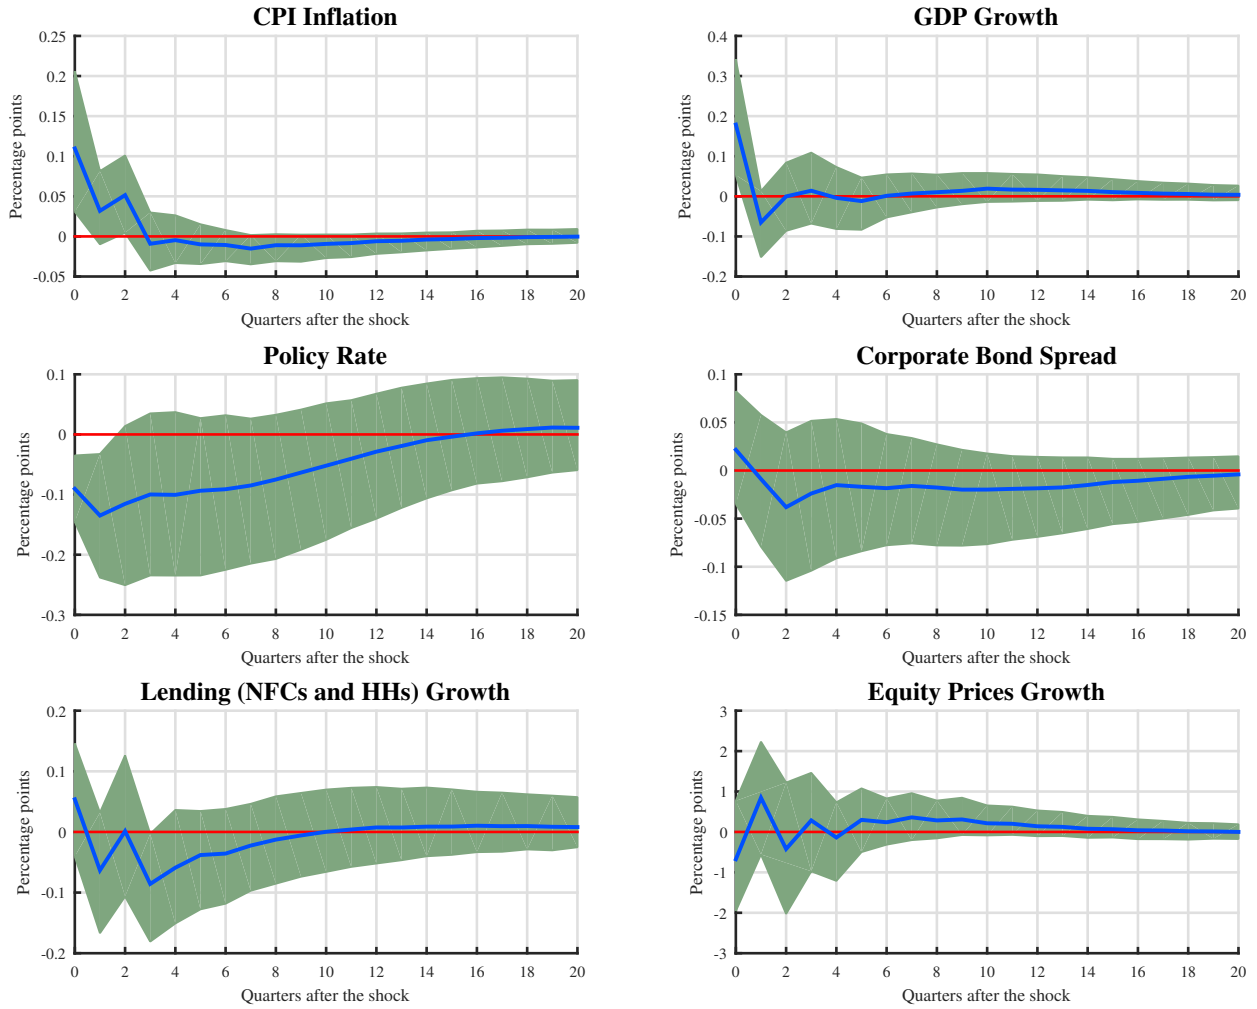 CPI Inflation
Percentage points
0.25
0.2
0.15
0.1
0.05
0
-0.05
0 2 4 6 8 10 12 14 16 18 20
Quarters after the shock
GDP Growth
Percentage points
0.4
0.3
0.2
0.1
0
-0.1
-0.2
0 2 4 6 8 10 12 14 16 18 20
Quarters after the shock
Policy Rate
Percentage points
0.1
0
-0.1
-0.2
-0.3
0 2 4 6 8 10 12 14 16 18 20
Quarters after the shock
Corporate Bond Spread
Percentage points
0.1
0.05
0
-0.05
-0.1
-0.15
0 2 4 6 8 10 12 14 16 18 20
Quarters after the shock
Lending (NFCs and HHs) Growth
Percentage points
0.2
0.1
0
-0.1
-0.2
0 2 4 6 8 10 12 14 16 18 20
Quarters after the shock
Equity Prices Growth
Percentage points
3
2
1
0
-1
-2
-3
0 2 4 6 8 10 12 14 16 18 20
Quarters after the shock